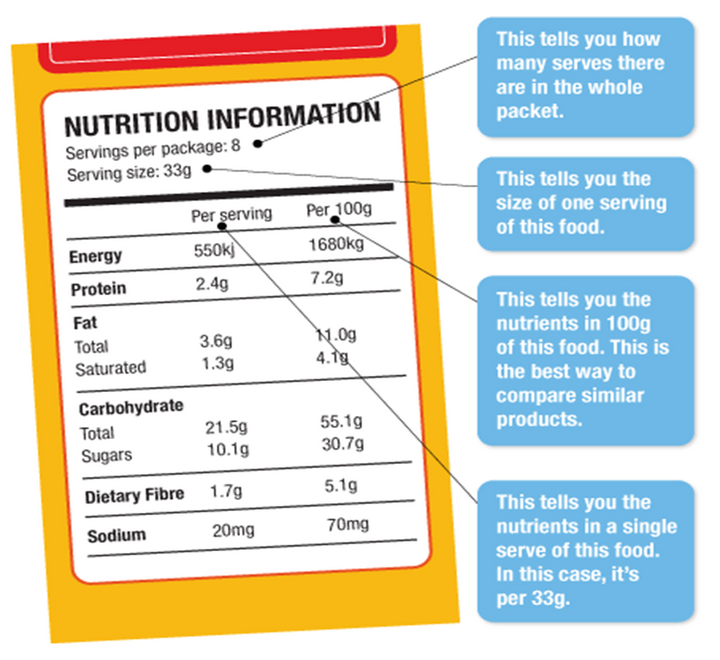 NUTRITION INFORMATION
Servings per package: 8
Serving size: 33g
Per serving Per 100g
Energy 550kj 1680kg
Protein 2.4g 7.2g
Fat
Total 3.6g 11.0g
Saturated 1.3g 4.1g
Carbohydrate
Total 21.5g 55.1g
Sugars 10.1g 30.7g
Dietary Fibre 1.7g 5.1g
Sodium 20mg 70mg
This tells you how
many serves there
are in the whole
packet.
This tells you the
size of one serving
of this food.
This tells you the
nutrients in 100g
of this food. This is
the best way to
compare similar
products.
This tells you the
nutrients in a single
serve of this food.
In this case, it's
per 33g.